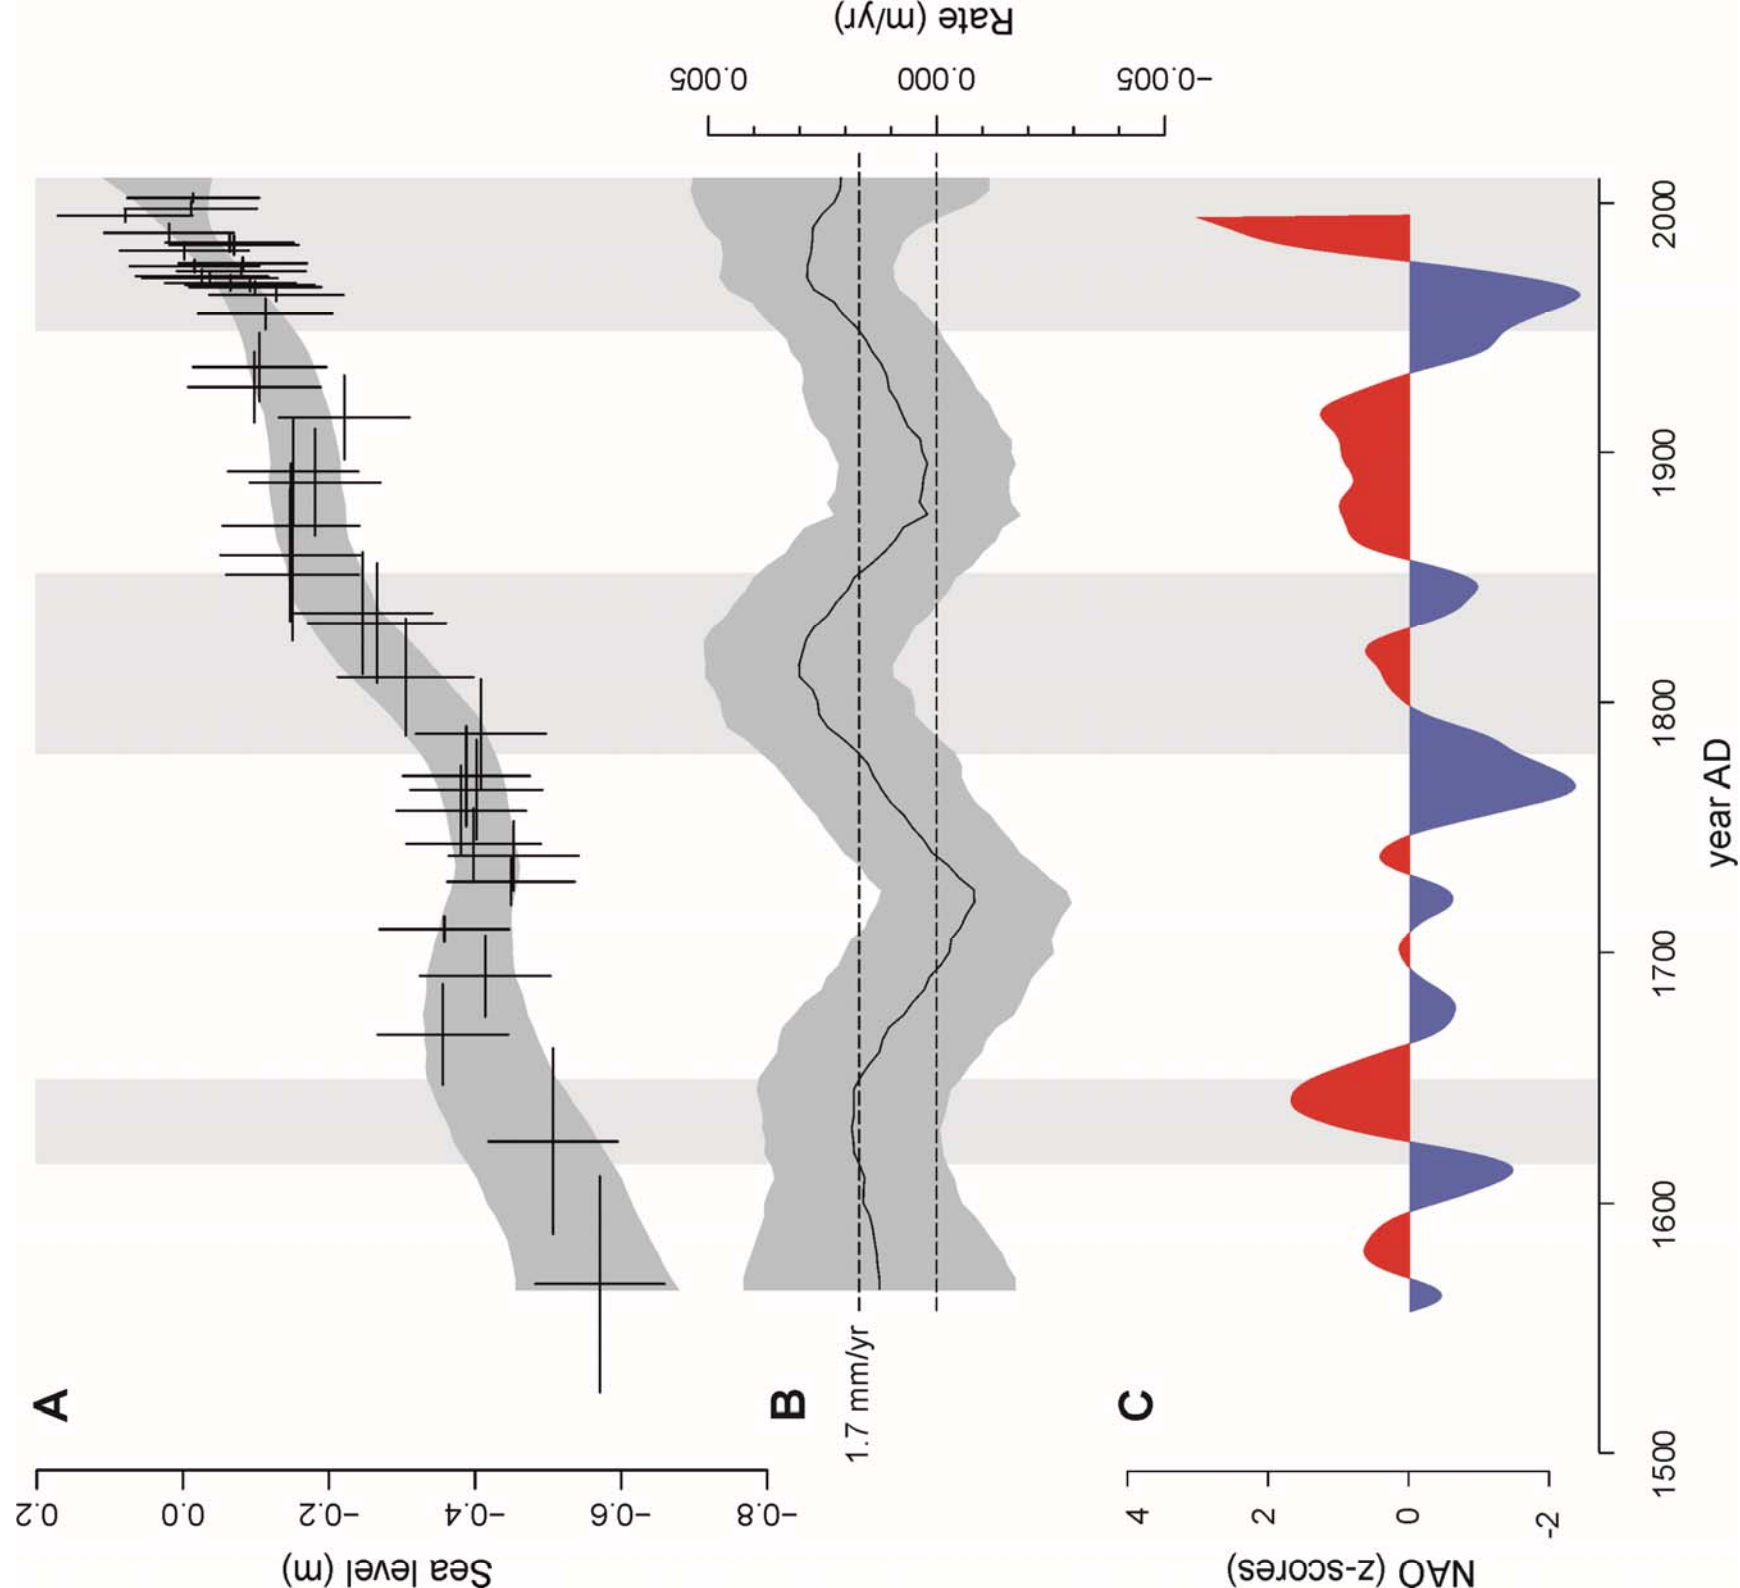 A
Sea level (m)
0.2
0.0
−0.2
−0.4
−0.6
−0.8
B
1.7 mm/yr
Rate (m/yr)
0.005
0.000
−0.005
C
NAO (z-scores)
4
2
0
-2
1500
1600
1700
1800
1900
2000
year AD